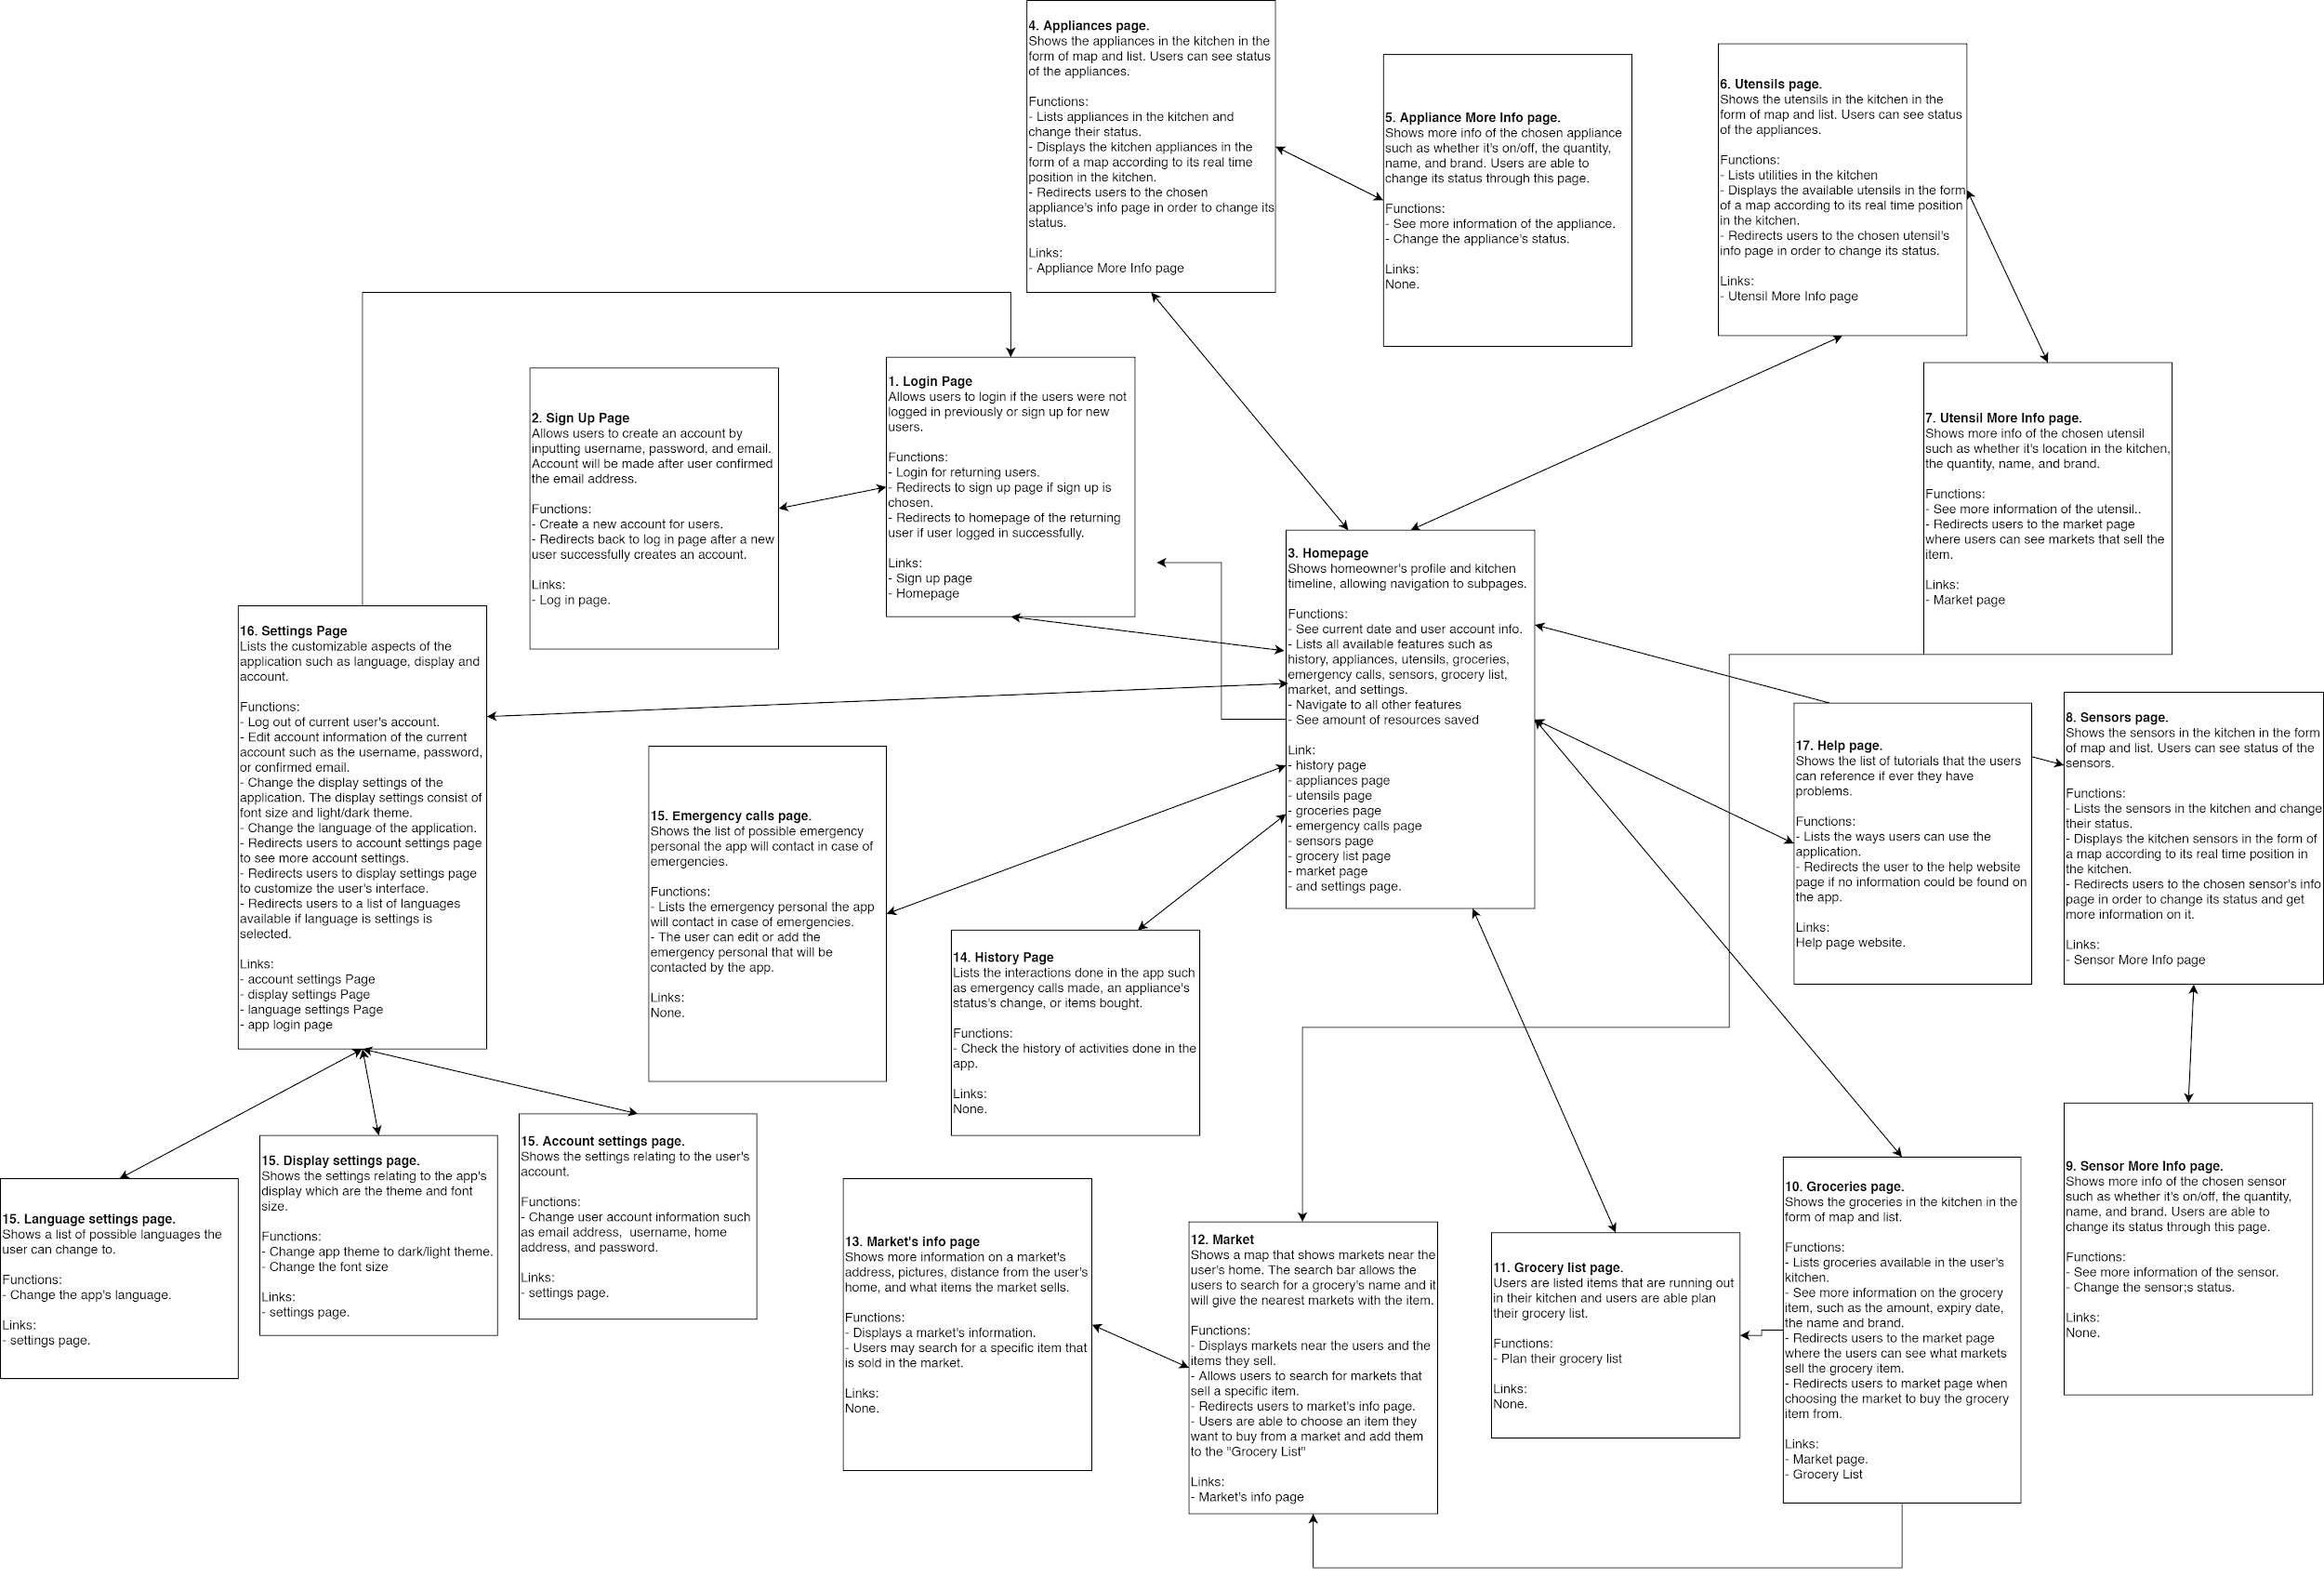 4. Appliances page.
Shows the appliances in the kitchen in the
form of map and list. Users can see status
of the appliances.
Functions:
- Lists appliances in the kitchen and
change their status.
- Displays the kitchen appliances in the
form of a map according to its real time
position in the kitchen.
- Redirects users to the chosen
appliance's info page in order to change its
status.
Links:
- Appliance More Info page
5. Appliance More Info page.
Shows more info of the chosen appliance
such as whether it's on/off, the quantity,
name, and brand. Users are able to
change its status through this page.
Functions:
- See more information of the appliance.
- Change the appliance's status.
Links:
None.
6. Utensils page.
Shows the utensils in the kitchen in the
form of map and list. Users can see status
of the appliances.
Functions:
- Lists utilities in the kitchen
- Displays the available utensils in the form
of a map according to its real time position
in the kitchen.
- Redirects users to the chosen utensil's
info page in order to change its status.
Links:
- Utensil More Info page
1. Login Page
Allows users to login if the users were not
logged in previously or sign up for new
users.
Functions:
- Login for returning users.
- Redirects to sign up page if sign up is
chosen.
- Redirects to homepage of the returning
user if user logged in successfully.
Links:
- Sign up page
- Homepage
2. Sign Up Page
Allows users to create an account by
inputting username, password, and email.
Account will be made after user confirmed
the email address.
Functions:
- Create a new account for users.
- Redirects back to log in page after a new
user successfully creates an account.
Links:
- Log in page.
7. Utensil More Info page.
Shows more info of the chosen utensil
such as whether it's location in the kitchen,
the quantity, name, and brand.
Functions:
- See more information of the utensil..
- Redirects users to the market page
where users can see markets that sell the
item.
Links:
- Market page
3. Homepage
Shows homeowner's profile and kitchen
timeline, allowing navigation to subpages.
Functions:
- See current date and user account info.
- Lists all available features such as
history, appliances, utensils, groceries,
emergency calls, sensors, grocery list,
market, and settings.
- Navigate to all other features
- See amount of resources saved
Link:
- history page
- appliances page
- utensils page
- groceries page
- emergency calls page
- sensors page
- grocery list page
- market page
- and settings page.
16. Settings Page
Lists the customizable aspects of the
application such as language, display and
account.
Functions:
- Log out of current user's account.
- Edit account information of the current
account such as the username, password,
or confirmed email.
- Change the display settings of the
application. The display settings consist of
font size and light/dark theme.
- Change the language of the application.
- Redirects users to account settings page
to see more account settings.
- Redirects users to display settings page
to customize the user's interface.
- Redirects users to a list of languages
available if language is settings is
selected.
Links:
- account settings Page
- display settings Page
- language settings Page
- app login page
8. Sensors page.
Shows the sensors in the kitchen in the form
of map and list. Users can see status of the
sensors.
Functions:
- Lists the sensors in the kitchen and change
their status.
- Displays the kitchen sensors in the form of
a map according to its real time position in
the kitchen.
- Redirects users to the chosen sensor's info
page in order to change its status and get
more information on it.
Links:
- Sensor More Info page
17. Help page.
Shows the list of tutorials that the users
can reference if ever they have
problems.
Functions:
- Lists the ways users can use the
application.
- Redirects the user to the help website
page if no information could be found on
the app.
Links:
Help page website.
15. Emergency calls page.
Shows the list of possible emergency
personal the app will contact in case of
emergencies.
Functions:
- Lists the emergency personal the app
will contact in case of emergencies.
- The user can edit or add the
emergency personal that will be
contacted by the app.
Links:
None.
14. History Page
Lists the interactions done in the app such
as emergency calls made, an appliance's
status's change, or items bought.
Functions:
- Check the history of activities done in the
app.
Links:
None.
15. Language settings page.
Shows a list of possible languages the
user can change to.
Functions:
- Change the app's language.
Links:
- settings page.
15. Display settings page.
Shows the settings relating to the app's
display which are the theme and font
size.
Functions:
- Change app theme to dark/light theme.
- Change the font size
Links:
- settings page.
15. Account settings page.
Shows the settings relating to the user's
account.
Functions:
- Change user account information such
as email address,  username, home
address, and password.
Links:
- settings page.
13. Market's info page
Shows more information on a market's
address, pictures, distance from the user's
home, and what items the market sells.
Functions:
- Displays a market's information.
- Users may search for a specific item that
is sold in the market.
Links:
None.
12. Market
Shows a map that shows markets near the
user's home. The search bar allows the
users to search for a grocery's name and it
will give the nearest markets with the item.
Functions:
- Displays markets near the users and the
items they sell.
- Allows users to search for markets that
sell a specific item.
- Redirects users to market's info page.
- Users are able to choose an item they
want to buy from a market and add them
to the "Grocery List"
Links:
- Market's info page
11. Grocery list page.
Users are listed items that are running out
in their kitchen and users are able plan
their grocery list.
Functions:
- Plan their grocery list
Links:
None.
10. Groceries page.
Shows the groceries in the kitchen in the
form of map and list.
Functions:
- Lists groceries available in the user's
kitchen.
- See more information on the grocery
item, such as the amount, expiry date,
the name and brand.
- Redirects users to the market page
where the users can see what markets
sell the grocery item.
- Redirects users to market page when
choosing the market to buy the grocery
item from.
Links:
- Market page.
- Grocery List
9. Sensor More Info page.
Shows more info of the chosen sensor
such as whether it's on/off, the quantity,
name, and brand. Users are able to
change its status through this page.
Functions:
- See more information of the sensor.
- Change the sensor;s status.
Links:
None.